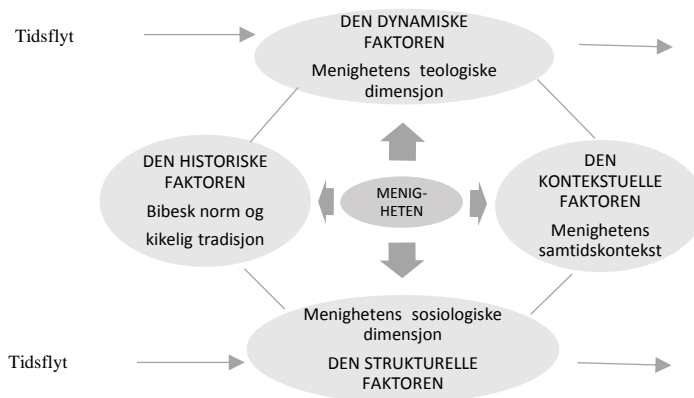 Tidsflyt
DEN DYNAMISKE
FAKTOREN
Menighetens teologiske
dimensjon
DEN HISTORISKE
FAKTOREN
Bibesk norm og
kikelig tradisjon
MENIG-
HETEN
DEN
KONTEKSTUELLE
FAKTOREN
Menighetens
samtidskontekst
Menighetens sosiologiske
dimensjon
DEN STRUKTURELLE
FAKTOREN
Tidsflyt